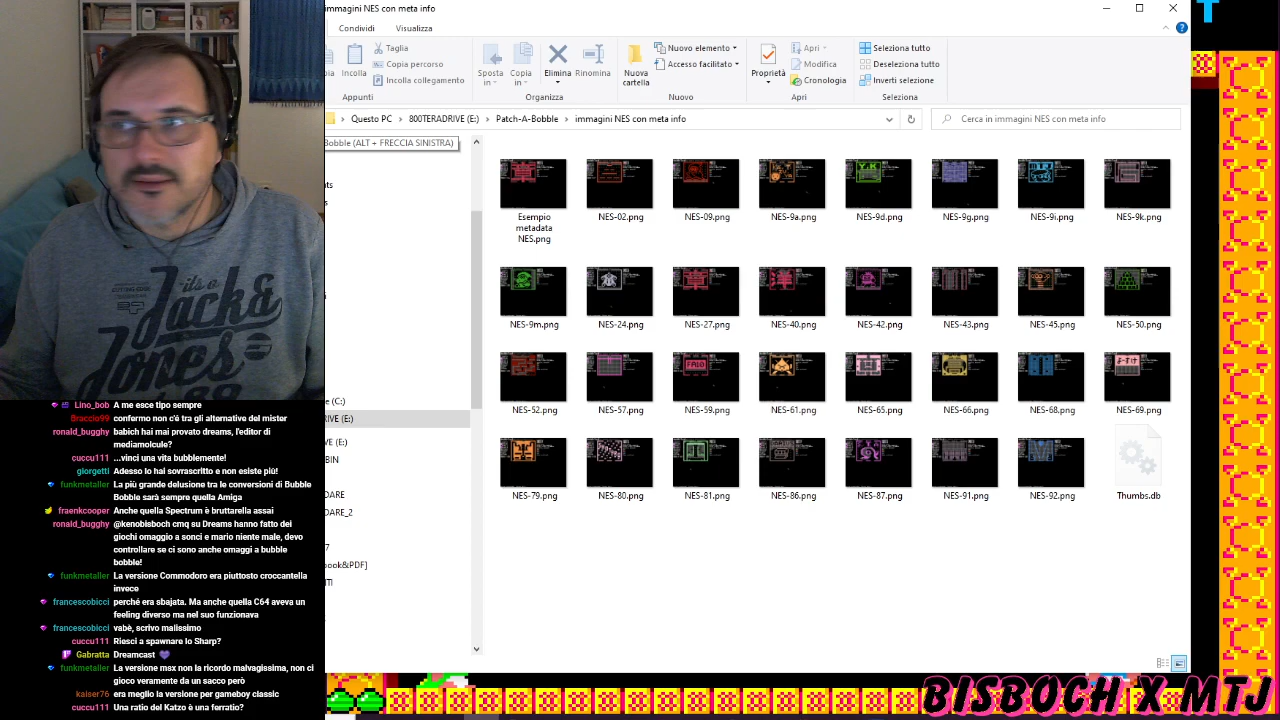 immagini NES con meta info
Condividi
Visualizza
Incolla
Taglia
Copia percorso
Incolla collegamento
Appunti
Sposta in
Copia in
Elimina
Rinomina
Organizza
Nuova cartella
Nuovo elemento
Accesso facilitato
Nuovo
Proprietà
Apri
Modifica
Cronologia
Apri
Seleziona tutto
Deseleziona tutto
Inverti selezione
Seleziona
Questo PC
800TERADRIVE (E:)
Patch-A-Bobble
immagini NES con meta info
Cerca in immagini NES con meta info
Bobble (ALT + FRECCIA SINISTRA)
nts
e (C:)
RIVE (E:)
VE (E:)
BIN
DARE
DARE_2
ook&PDF]
Esempio
metadata
NES.png
NES-02.png
NES-09.png
NES-9a.png
NES-9d.png
NES-9g.png
NES-9i.png
NES-9k.png
NES-9m.png
NES-24.png
NES-27.png
NES-40.png
NES-42.png
NES-43.png
NES-45.png
NES-50.png
NES-52.png
NES-57.png
NES-59.png
NES-61.png
NES-65.png
NES-66.png
NES-68.png
NES-69.png
NES-79.png
NES-80.png
NES-81.png
NES-86.png
NES-87.png
NES-91.png
NES-92.png
Thumbs.db
Jack &
Jones
Lino_bob A me esce tipo sempre
Braccio99 confermo non c'é tra gli alternative del mister
ronald_bugghy babich hai mai provato dreams, l'editor di
mediamolcule?
cuccu111 ...vinci una vita bubblemente!
giorgetti Adesso lo hai sovrascritto e non esiste più!
funkmetaller La più grande delusione tra le conversioni di Bubble
Bobble sarà sempre quella Amiga
fraenkcooper Anche quella Spectrum è bruttarella assai
ronald_bugghy @kenobisboch cmq su Dreams hanno fatto dei
giochi omaggio a sonci e mario niente male, devo
controllare se ci sono anche omaggi a bubble
bobble!
funkmetaller La versione Commodoro era piuttosto croccantella
invece
francescobicci perché era sbajata. Ma anche quella C64 aveva un
feeling diverso ma nel suo funzionava
francescobicci vabè, scrivo malissimo
cuccu111 Riesci a spawnare lo Sharp?
Gabratta Dreamcast
funkmetaller La versione msx non la ricordo malvagissima, non ci
gioco veramente da un sacco però
kaiser76 era meglio la versione per gameboy classic
cuccu111 Una ratio del Katzo è una ferratio?
BISBOCH X MTJ